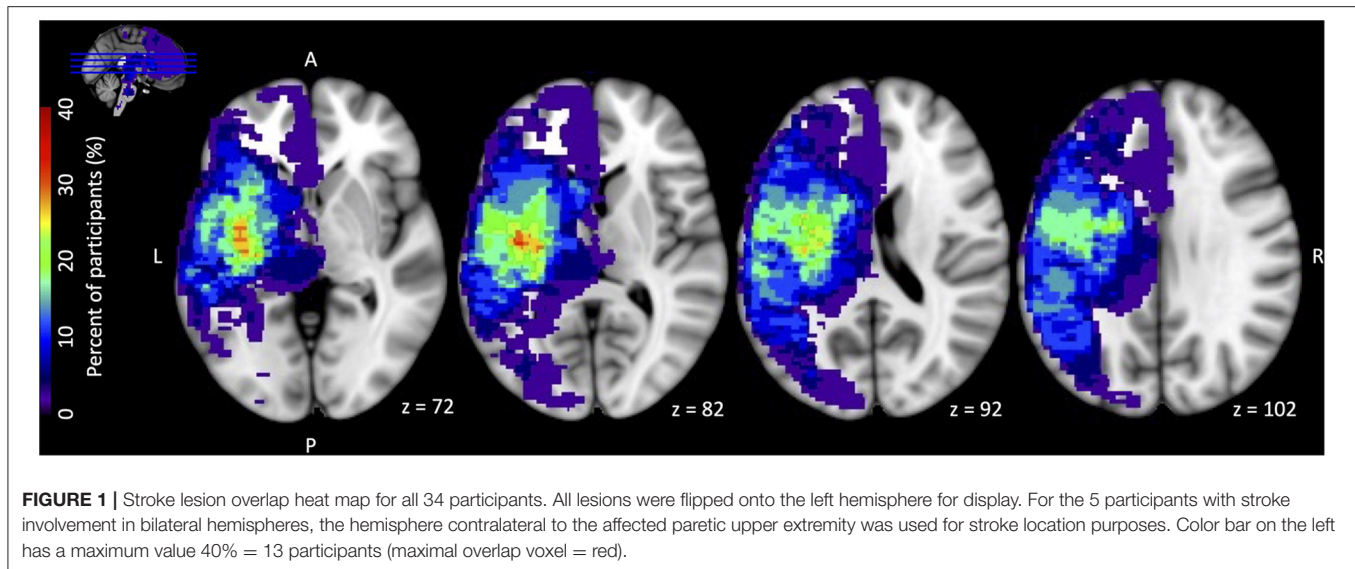 A
40
30
20
10
0
Percent of participants (%)
L
R
z = 72
z = 82
z = 92
z = 102
P
FIGURE 1 | Stroke lesion overlap heat map for all 34 participants. All lesions were flipped onto the left hemisphere for display. For the 5 participants with stroke
involvement in bilateral hemispheres, the hemisphere contralateral to the affected paretic upper extremity was used for stroke location purposes. Color bar on the left
has a maximum value 40% = 13 participants (maximal overlap voxel = red).